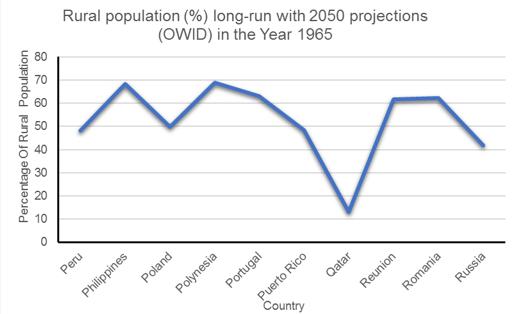 Rural population (%) long-run with 2050 projections
(OWID) in the Year 1965
Percentage Of Rural Population
80
70
60
50
40
30
20
10
0
Peru
Philippines
Poland
Polynesia
Portugal
Puerto Rico
Qatar
Reunion
Romania
Russia
Country